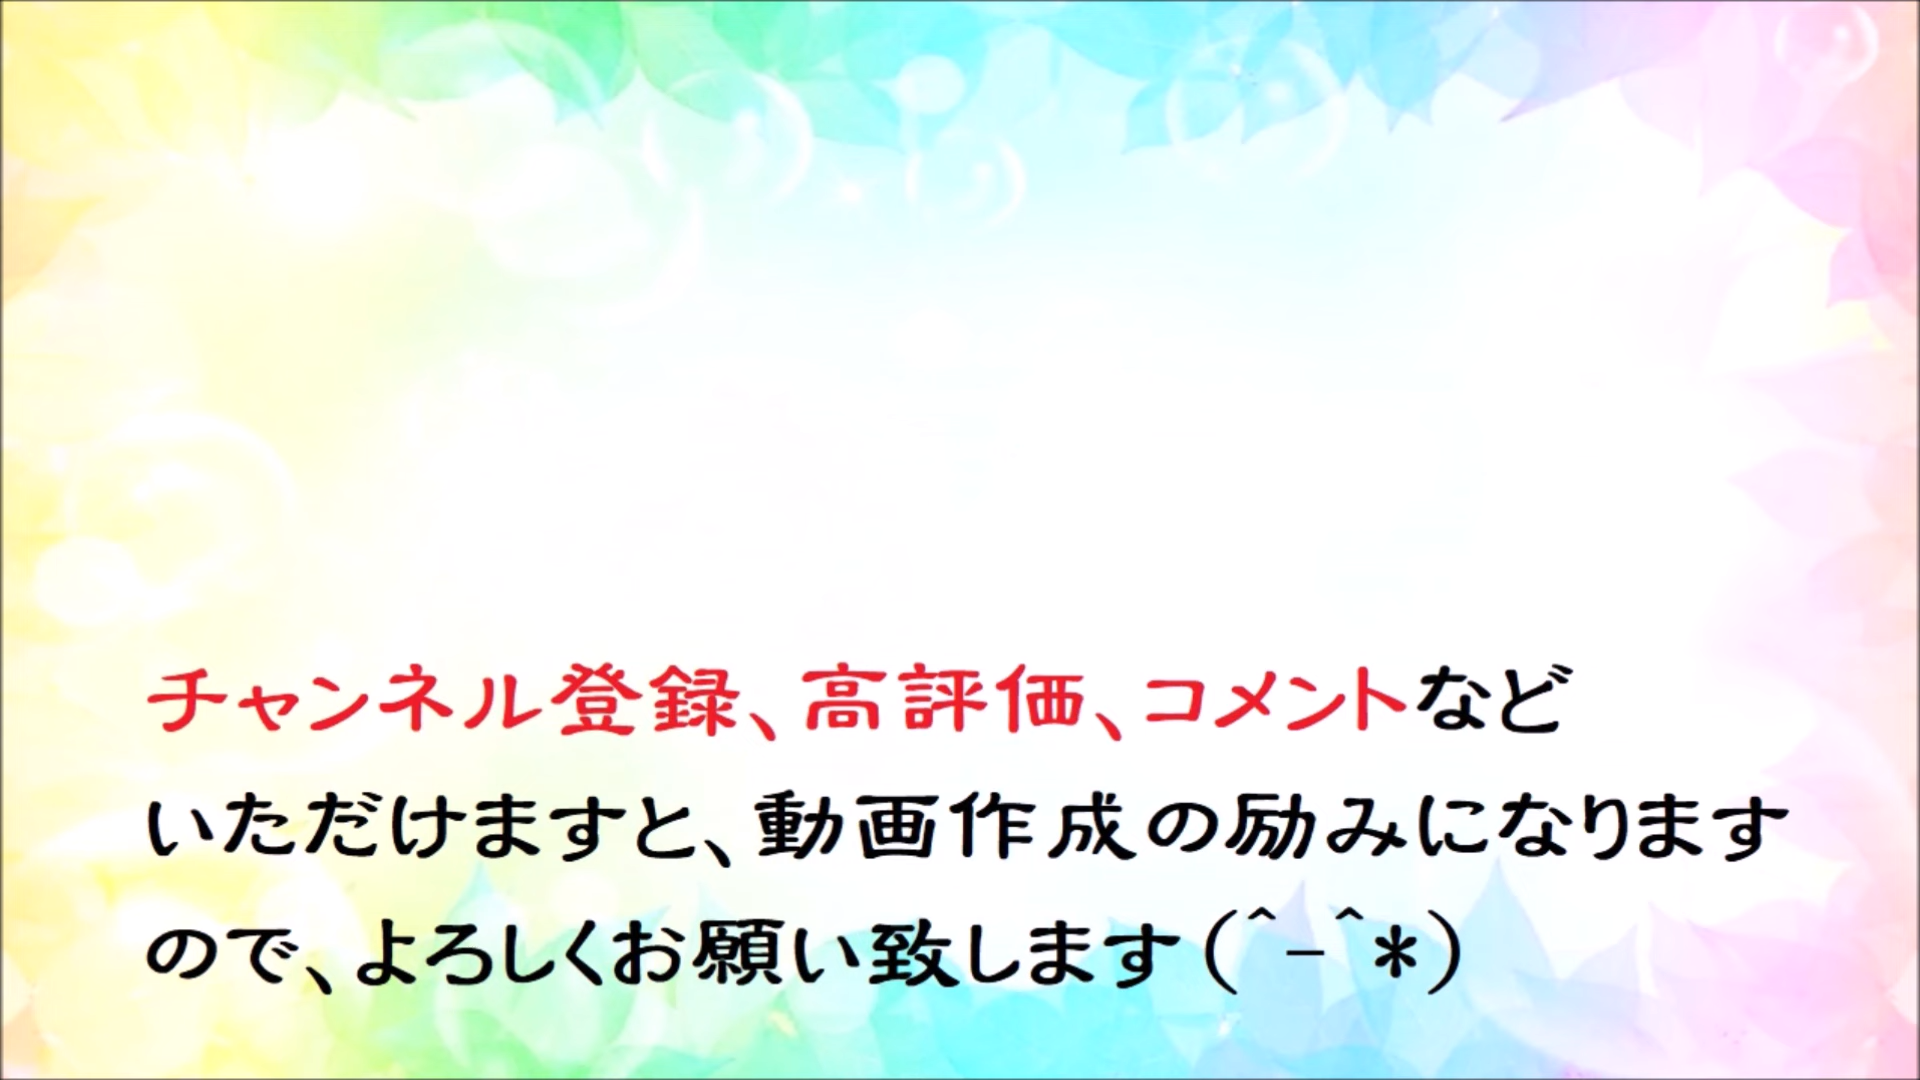 チャンネル登録、高評価、コメントなど
いただけますと、動画作成の励みになります
ので、よろしくお願い致します(＾－＾*)